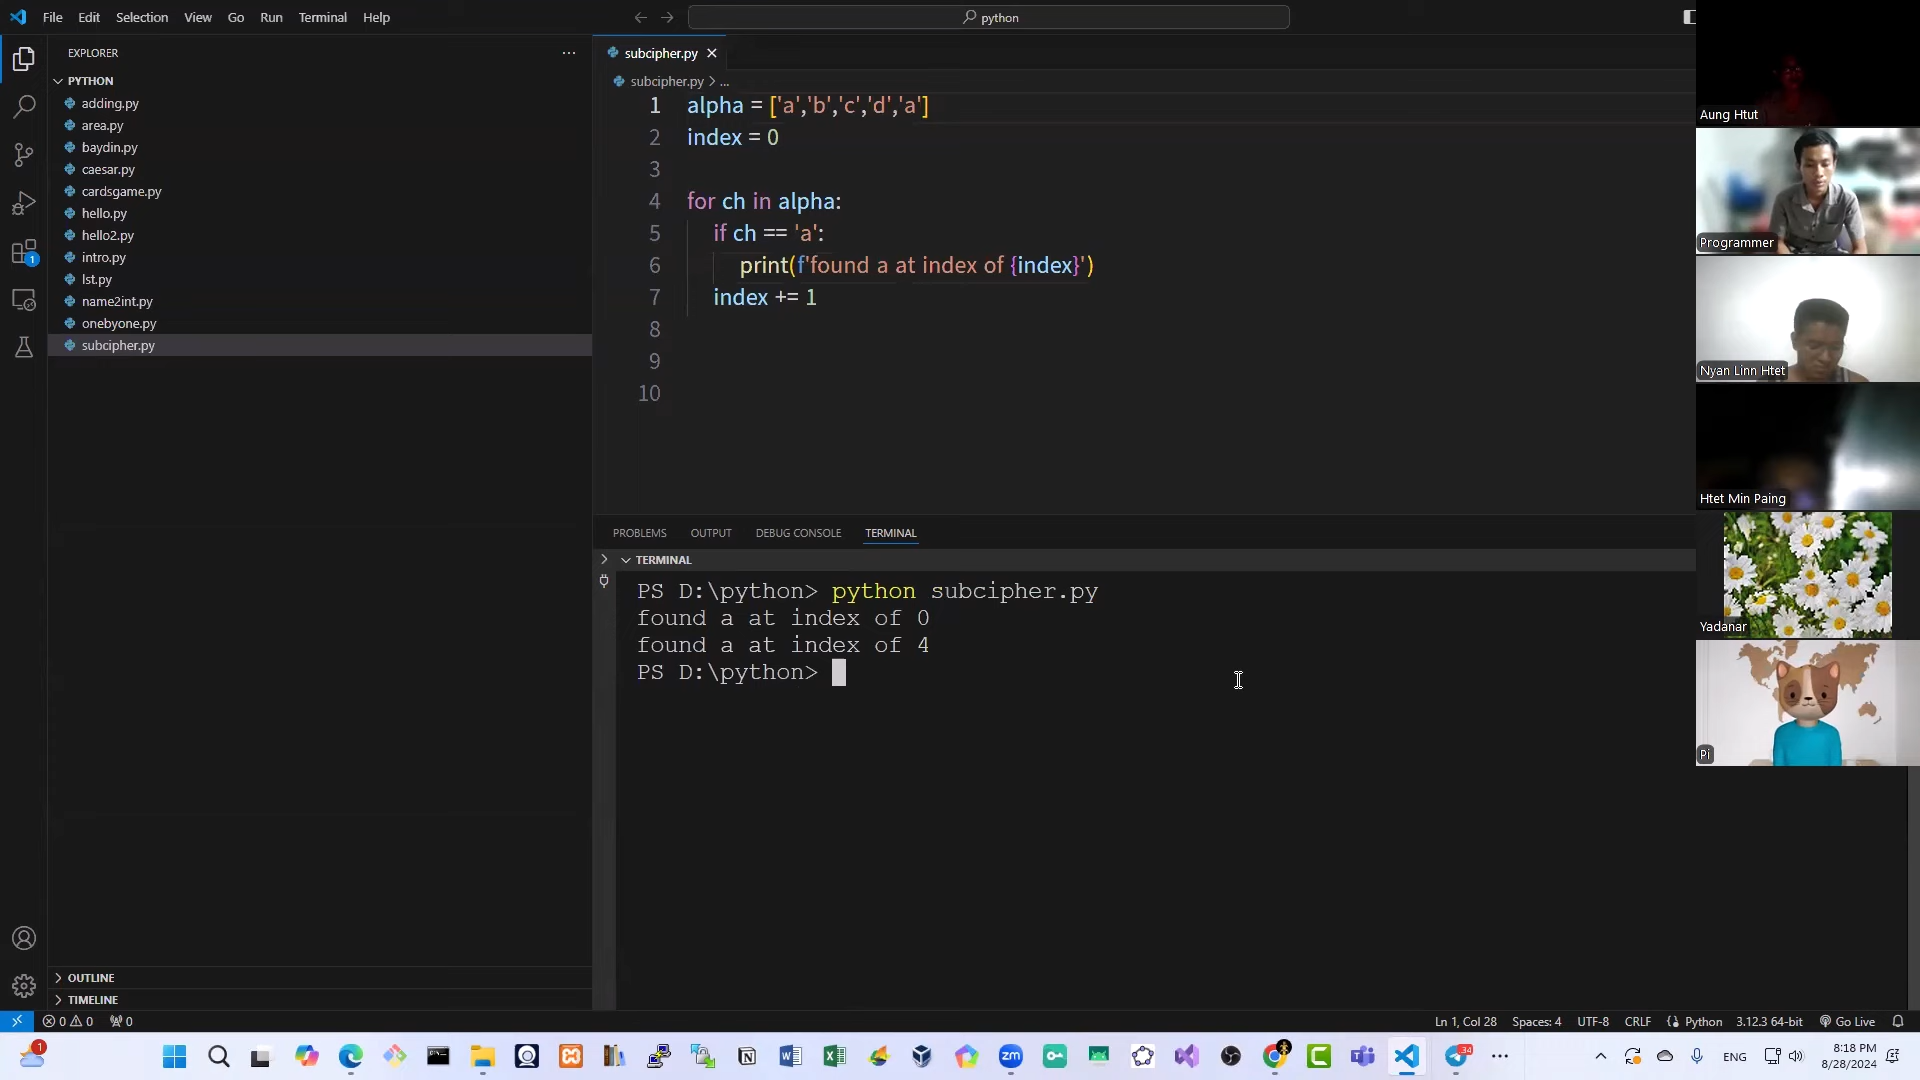 File Edit Selection View Go Run Terminal Help
python
EXPLORER
PYTHON
adding.py
area.py
baydin.py
caesar.py
cardsgame.py
hello.py
hello2.py
intro.py
lst.py
name2int.py
onebyone.py
subcipher.py
OUTLINE
TIMELINE
subcipher.py
subcipher.py > ...
1 alpha = ['a','b','c','d','a']
2 index = 0
3
4 for ch in alpha:
5 if ch == 'a':
6 print(f'found a at index of {index}')
7 index += 1
8
9
10
PROBLEMS OUTPUT DEBUG CONSOLE TERMINAL
TERMINAL
PS D:\python> python subcipher.py
found a at index of 0
found a at index of 4
PS D:\python>
Aung Htut
Programmer
Nyan Linn Htet
Htet Min Paing
Yadanar
Pi
1
0 0 0
Ln 1, Col 28 Spaces: 4 UTF-8 CRLF Python 3.12.3 64-bit Go Live
1
zm
34
ENG
8:18 PM
8/28/2024